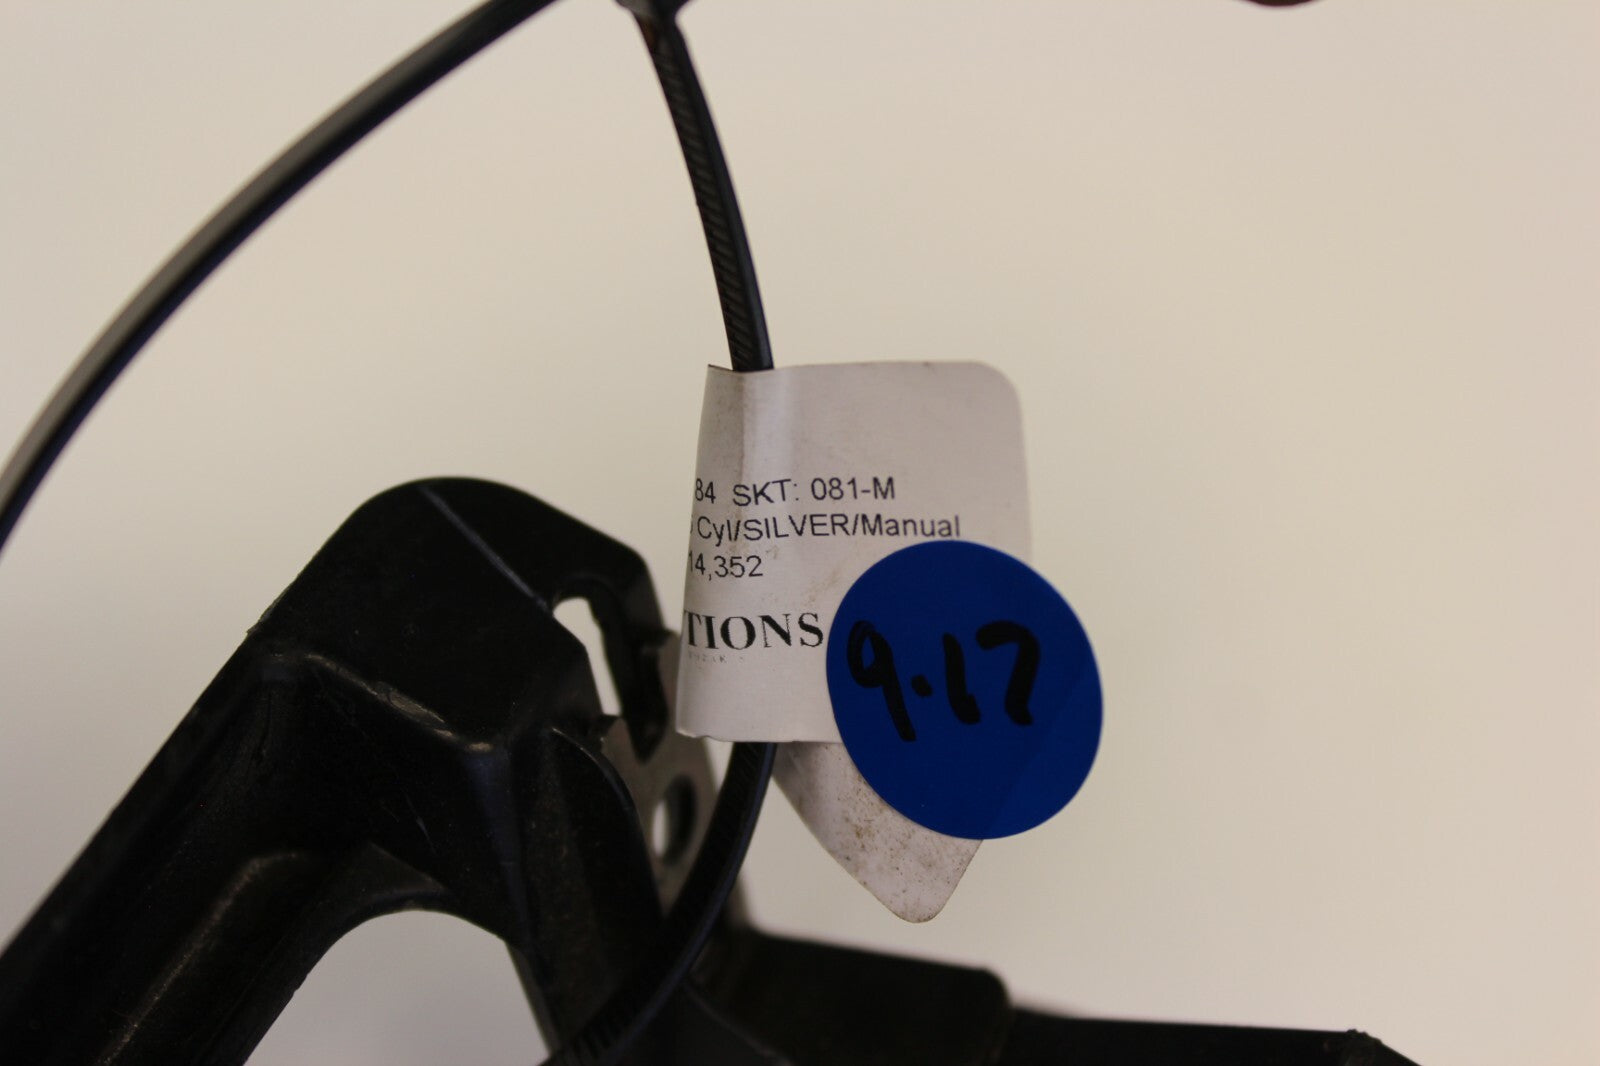 84 SKT: 081-M
Cyl/SILVER/Manual
14,352
TIONS
9.17